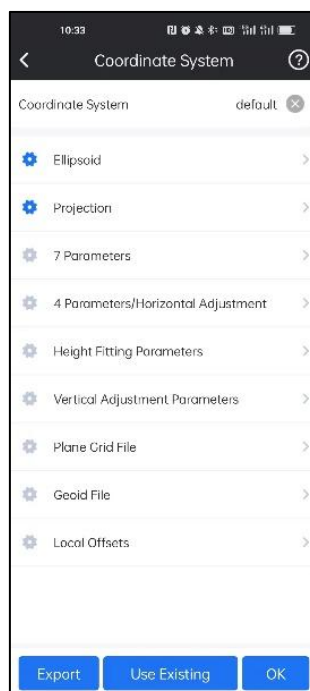 10:33
Coordinate System
Coordinate System default
Ellipsoid
Projection
7 Parameters
4 Parameters/Horizontal Adjustment
Height Fitting Parameters
Vertical Adjustment Parameters
Plane Grid File
Geoid File
Local Offsets
Export Use Existing OK